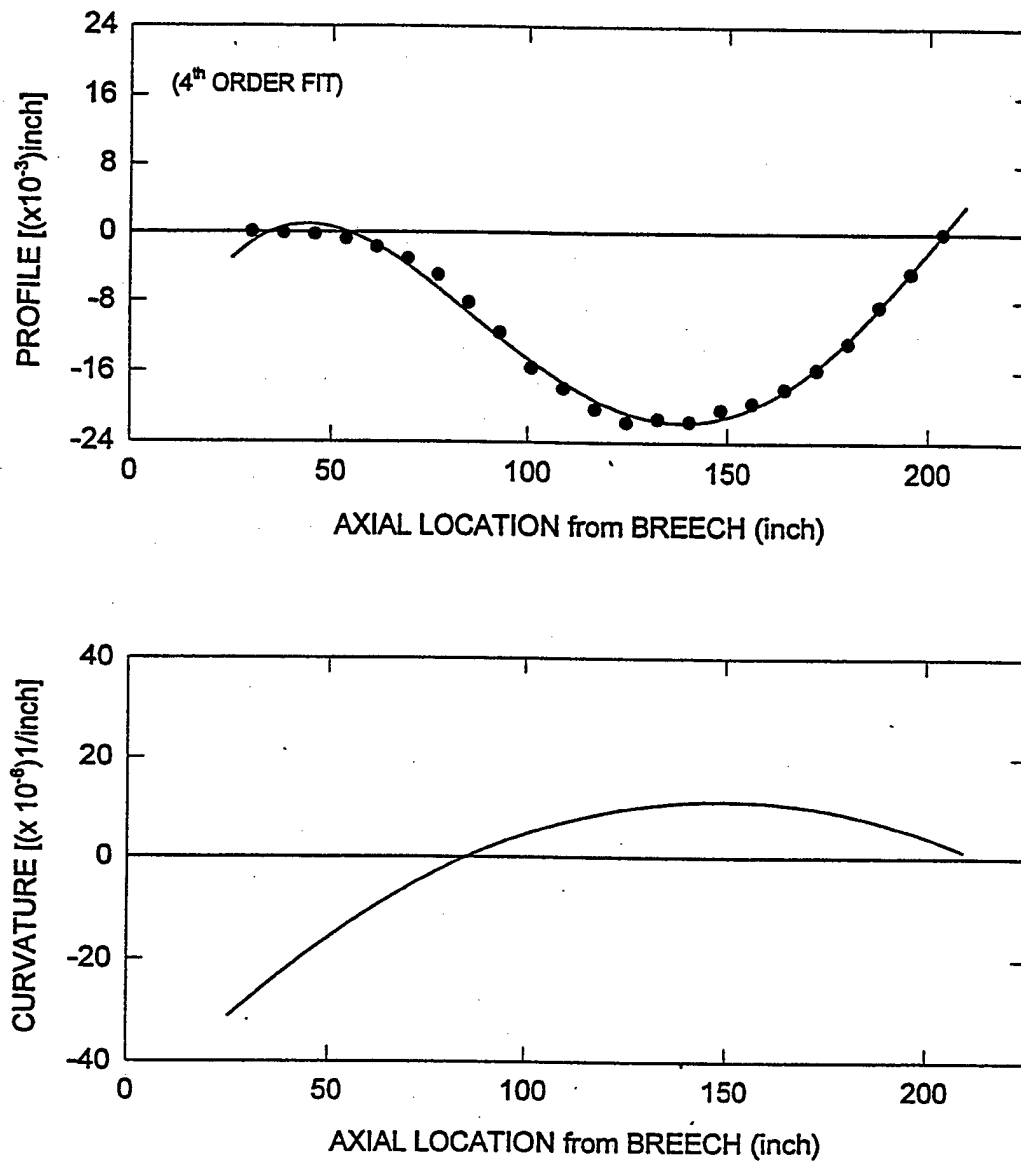 24
(4th ORDER FIT)
16
8
0
-8
-16
-24
PROFILE [(x10-3)inch]
0 50 100 150 200
AXIAL LOCATION from BREECH (inch)
40
20
0
-20
-40
CURVATURE [(x 10-6)1/inch]
0 50 100 150 200
AXIAL LOCATION from BREECH (inch)